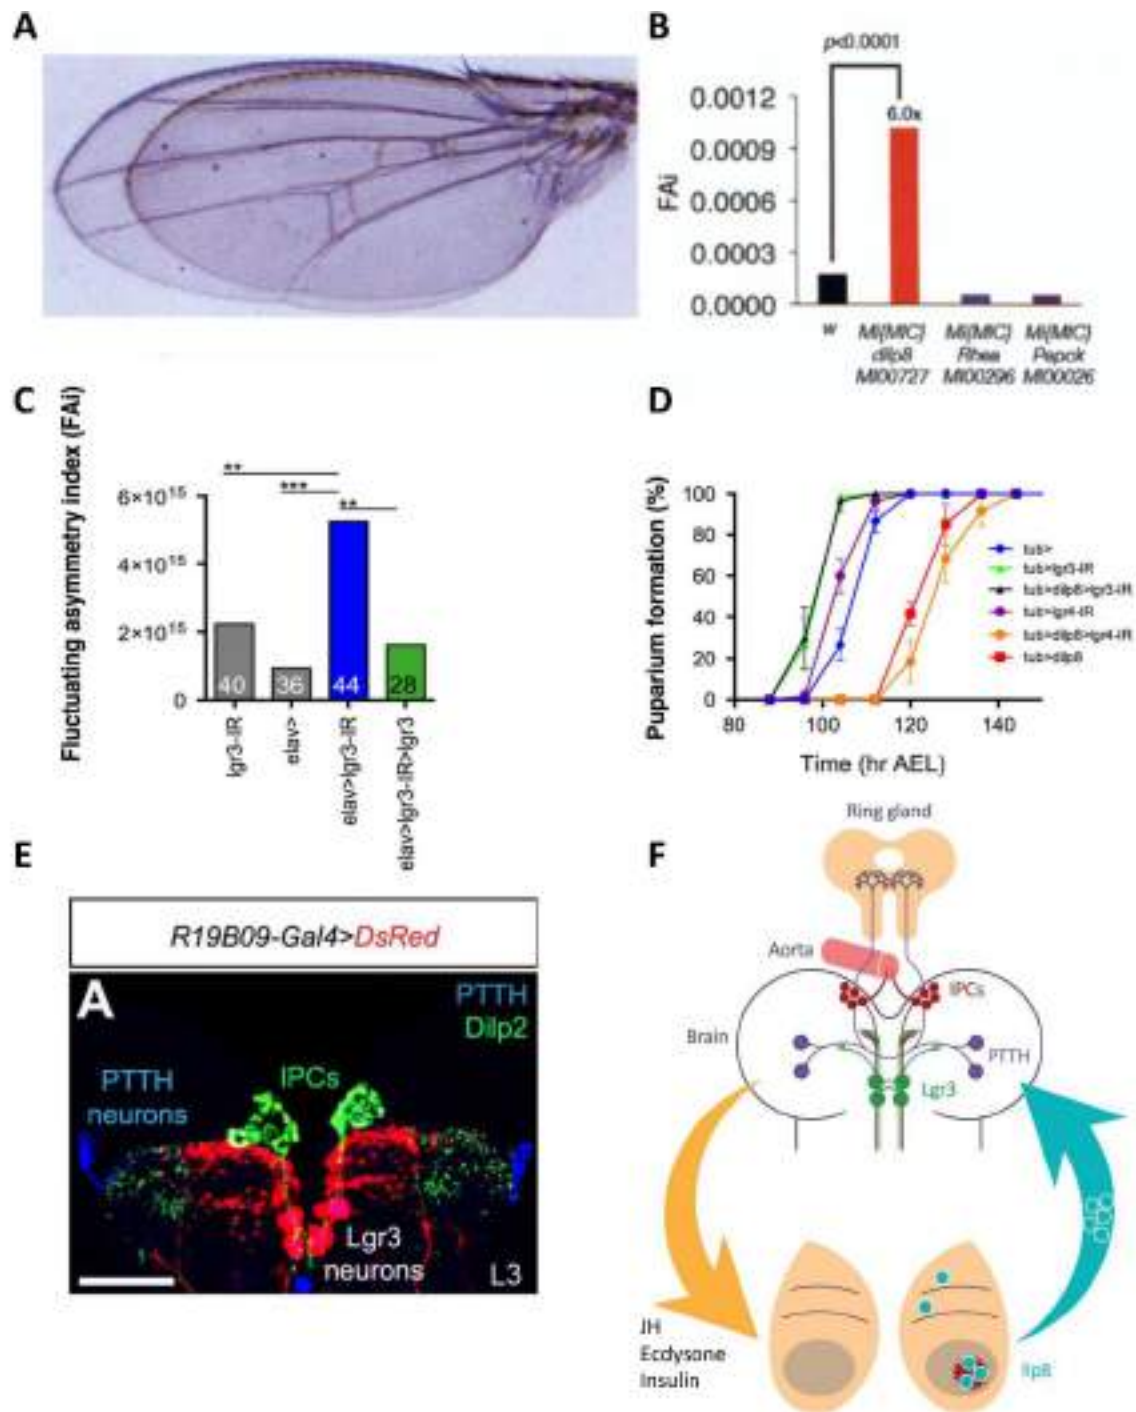 A
B
p<0.0001
0.0012
6.0x
0.0009
FAi
0.0006
0.0003
0.0000
w
Mi{MIC}
dilp8
MI00727
Mi{MIC}
Rhea
MI00296
Mi{MIC}
Pepck
MI00026
C
Fluctuating asymmetry index (FAi)
**
***
**
6×10¹⁵
4×10¹⁵
2×10¹⁵
0
40
36
44
28
lgr3-IR
elav>
elav>lgr3-IR
elav>lgr3-IR>lgr3
D
Puparium formation (%)
100
80
60
40
20
0
80
100
120
140
Time (hr AEL)
tub>
tub>lgr3-IR
tub>dilp8>lgr3-IR
tub>lgr4-IR
tub>dilp8>lgr4-IR
tub>dilp8
E
R19B09-Gal4>DsRed
A
PTTH
Dilp2
IPCs
PTTH
neurons
Lgr3
neurons
L3
F
Ring gland
Aorta
IPCs
Brain
PTTH
Lgr3
JH
Ecdysone
Insulin
Ilp8